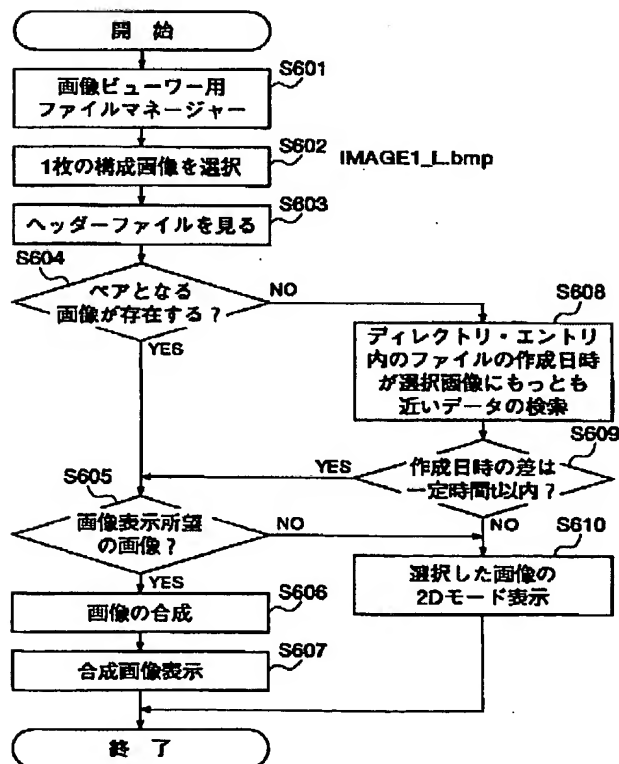 開始
S601
画像ビューワー用
ファイルマネージャー
S602
1枚の構成画像を選択
IMAGE1_L.bmp
S603
ヘッダーファイルを見る
S604
ペアとなる
画像が存在する？
NO
YES
S608
ディレクトリ・エントリ
内のファイルの作成日時
が選択画像にもっとも
近いデータの検索
S609
作成日時の差は
一定時間t以内？
YES
NO
S605
画像表示所望
の画像？
NO
YES
S610
選択した画像の
2Dモード表示
S606
画像の合成
S607
合成画像表示
終了